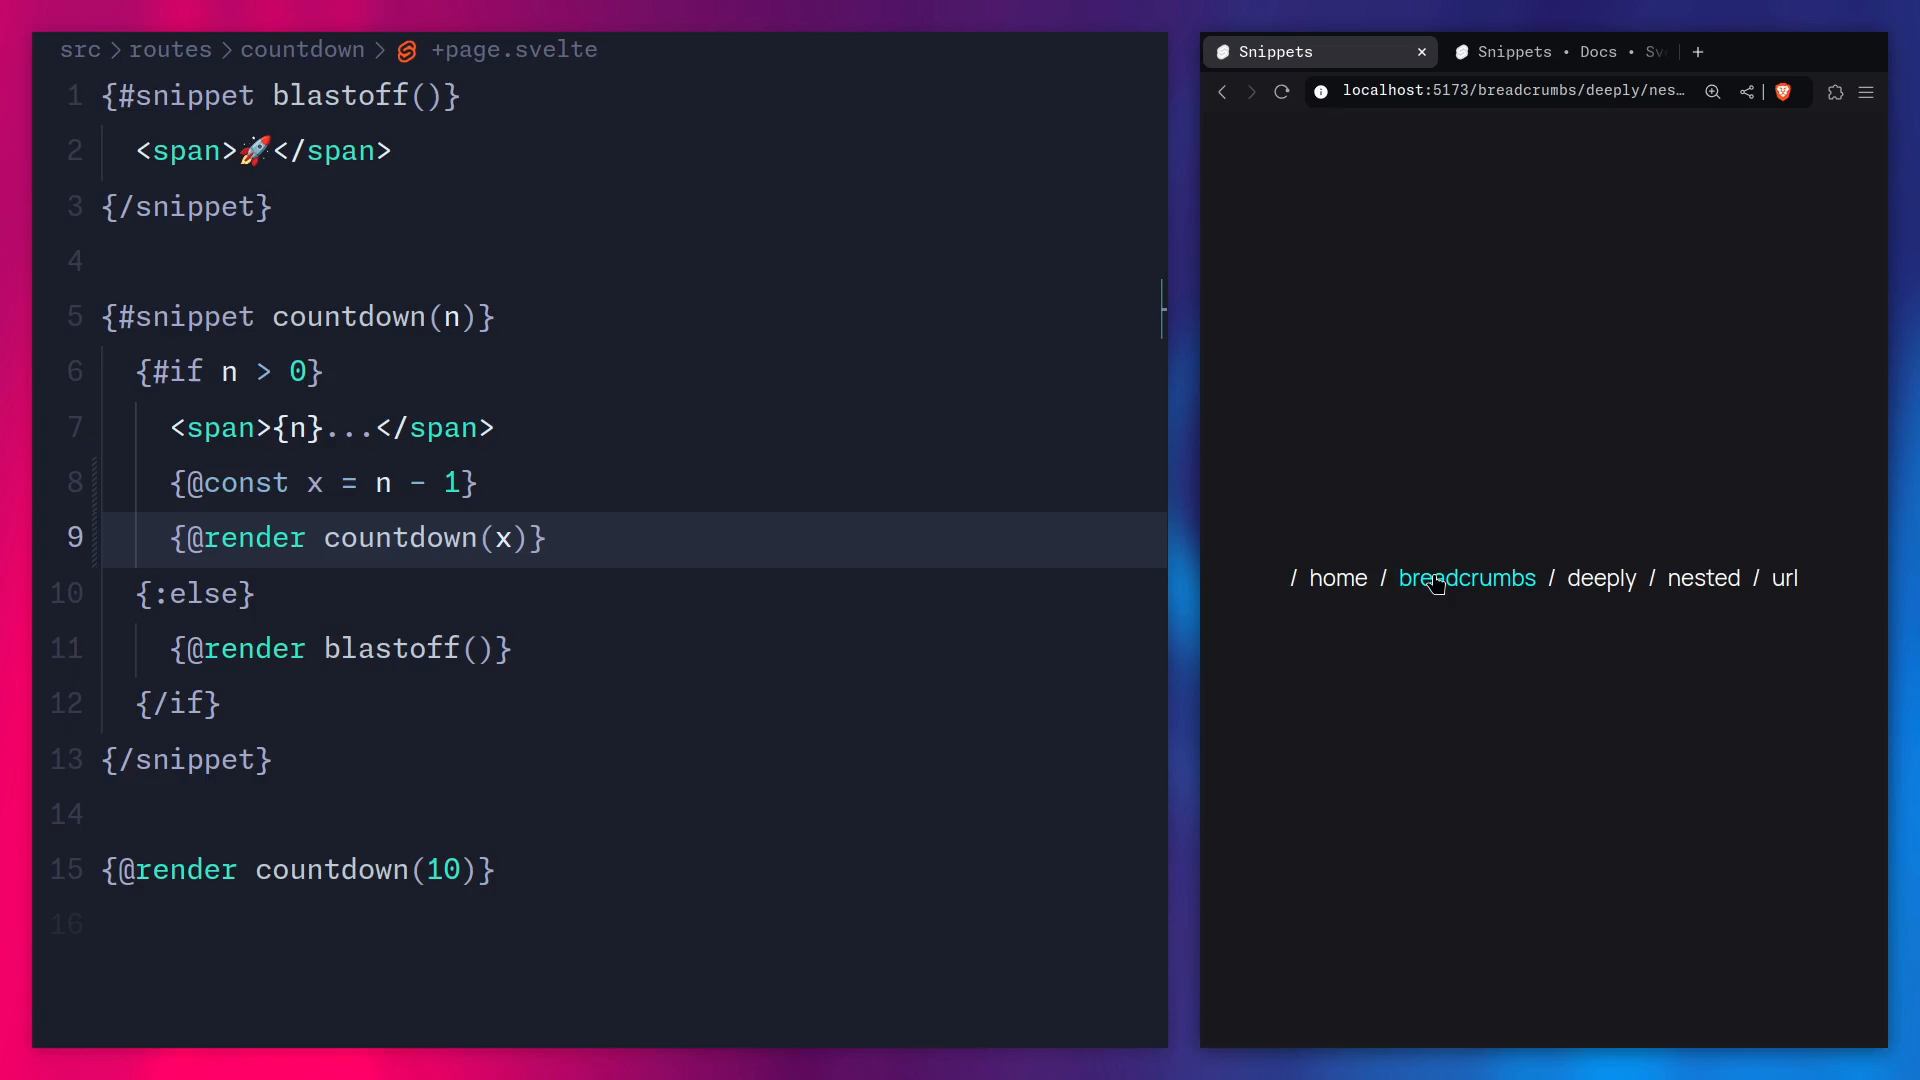 src > routes > countdown > +page.svelte
1 {#snippet blastoff()}
2 <span>🚀</span>
3 {/snippet}
4
5 {#snippet countdown(n)}
6 {#if n > 0}
7 <span>{n}...</span>
8 {@const x = n - 1}
9 {@render countdown(x)}
10 {:else}
11 {@render blastoff()}
12 {/if}
13 {/snippet}
14
15 {@render countdown(10)}
16
Snippets
Snippets • Docs • Sv
localhost:5173/breadcrumbs/deeply/nes…
/ home / breadcrumbs / deeply / nested / url